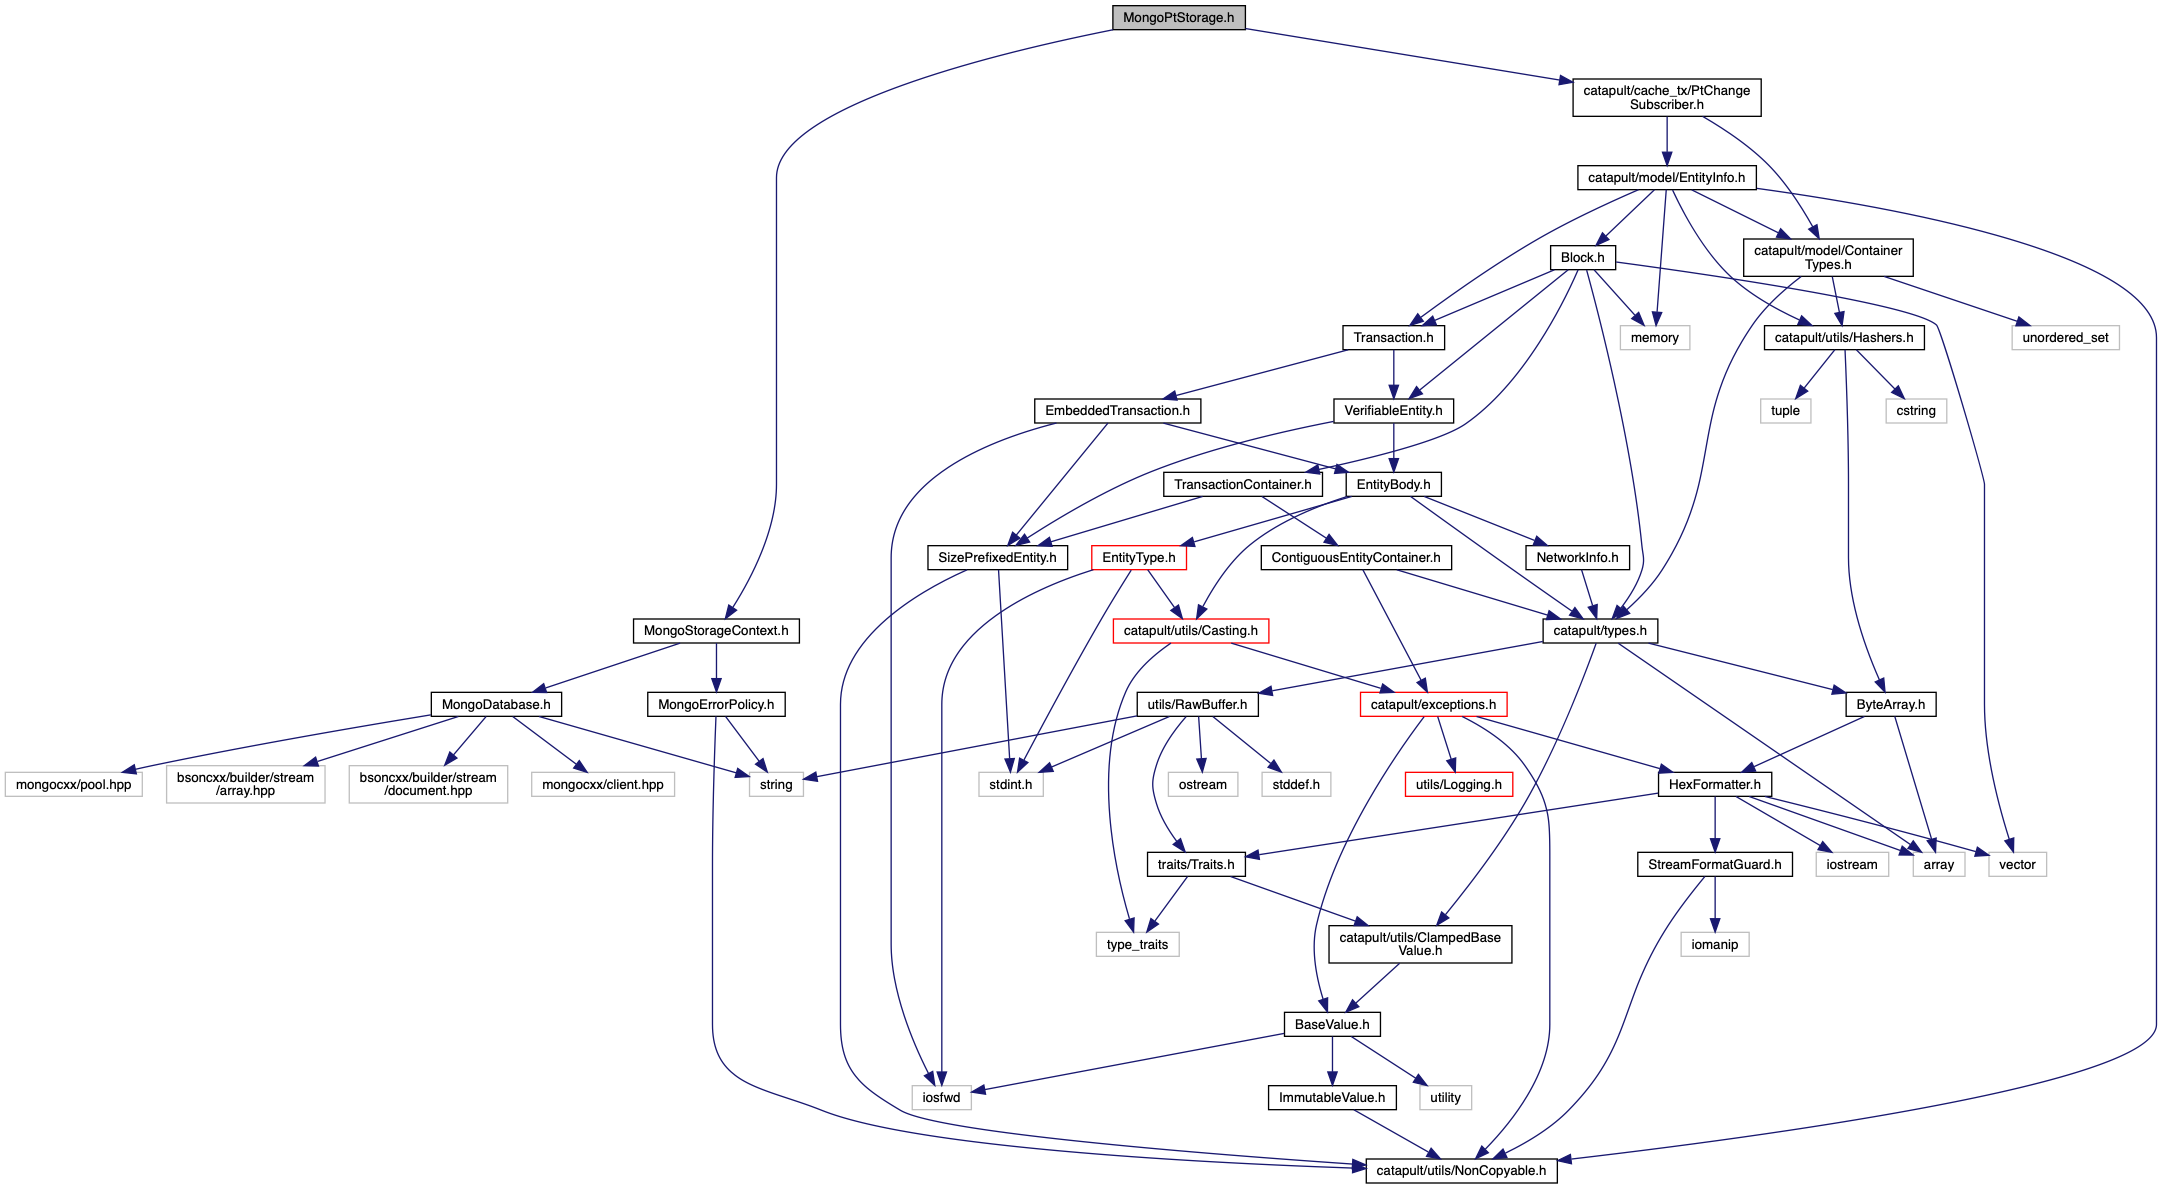 MongoPtStorage.h
catapult/cache_tx/PtChange
Subscriber.h
catapult/model/EntityInfo.h
Block.h
catapult/model/Container
Types.h
Transaction.h
memory
catapult/utils/Hashers.h
unordered_set
EmbeddedTransaction.h
VerifiableEntity.h
tuple
cstring
TransactionContainer.h
EntityBody.h
SizePrefixedEntity.h
EntityType.h
ContiguousEntityContainer.h
NetworkInfo.h
MongoStorageContext.h
catapult/utils/Casting.h
catapult/types.h
MongoDatabase.h
MongoErrorPolicy.h
utils/RawBuffer.h
catapult/exceptions.h
ByteArray.h
mongocxx/pool.hpp
bsoncxx/builder/stream
/array.hpp
bsoncxx/builder/stream
/document.hpp
mongocxx/client.hpp
string
stdint.h
ostream
stddef.h
utils/Logging.h
HexFormatter.h
traits/Traits.h
StreamFormatGuard.h
iostream
array
vector
type_traits
catapult/utils/ClampedBase
Value.h
iomanip
BaseValue.h
iosfwd
ImmutableValue.h
utility
catapult/utils/NonCopyable.h